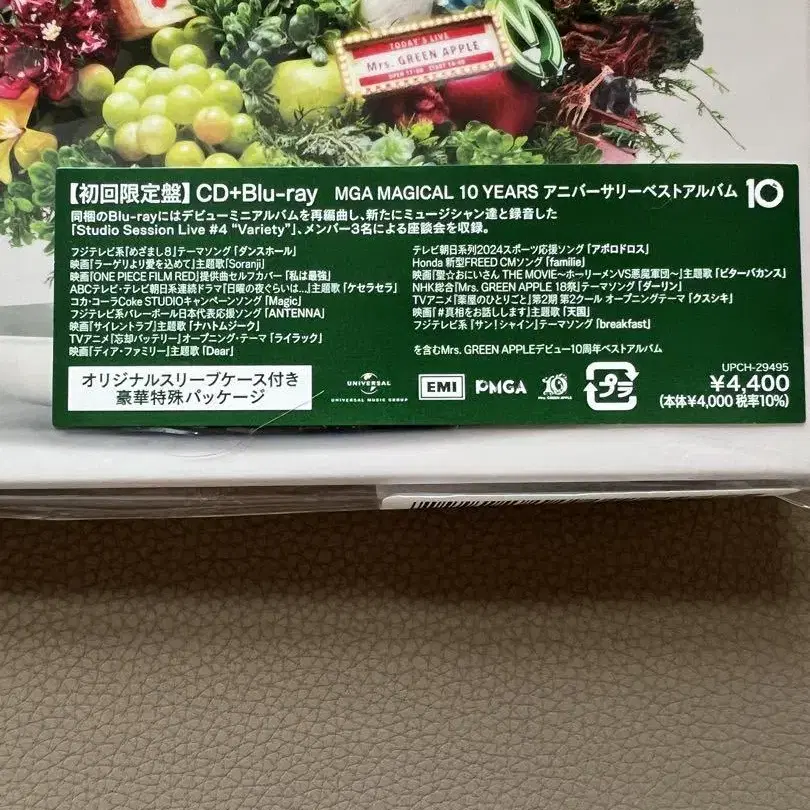 TODAY'S LIVE
Mrs. GREEN APPLE
OPEN 17:00 START 18:00
【初回限定盤】CD+Blu-ray MGA MAGICAL 10 YEARS アニバーサリーベストアルバム 10
同梱のBlu-rayにはデビューミニアルバムを再編曲し、新たにミュージシャン達と録音した
「Studio Session Live #4 “Variety”」、メンバー3名による座談会を収録。
フジテレビ系「めざまし8」テーマソング「ダンスホール」
映画「ラーゲリより愛を込めて」主題歌「Soranji」
映画「ONE PIECE FILM RED」提供曲セルフカバー「私は最強」
ABCテレビ・テレビ朝日系連続ドラマ「日曜の夜ぐらいは...」主題歌「ケセラセラ」
コカ・コーラCoke STUDIOキャンペーンソング「Magic」
フジテレビ系バレーボール日本代表応援ソング「ANTENNA」
映画「サイレントラブ」主題歌「ナハトムジーク」
TVアニメ「忘却バッテリー」オープニング・テーマ「ライラック」
映画「ディア・ファミリー」主題歌「Dear」
テレビ朝日系列2024スポーツ応援ソング「アポロドロス」
Honda 新型FREED CMソング「familie」
映画「聖☆おにいさん THE MOVIE～ホーリーメンVS悪魔軍団～」主題歌「ビターバカンス」
NHK総合「Mrs. GREEN APPLE 18祭」テーマソング「ダーリン」
TVアニメ「薬屋のひとりごと」第2期 第2クール オープニングテーマ「クスシキ」
映画「#真相をお話しします」主題歌「天国」
フジテレビ系「サン!シャイン」テーマソング「breakfast」
を含むMrs. GREEN APPLEデビュー10周年ベストアルバム
オリジナルスリーブケース付き
豪華特殊パッケージ
UNIVERSAL
UNIVERSAL MUSIC GROUP
EMI
PMGA
10
Mrs. GREEN APPLE
プラ
UPCH-29495
¥4,400
(本体¥4,000 税率10%)